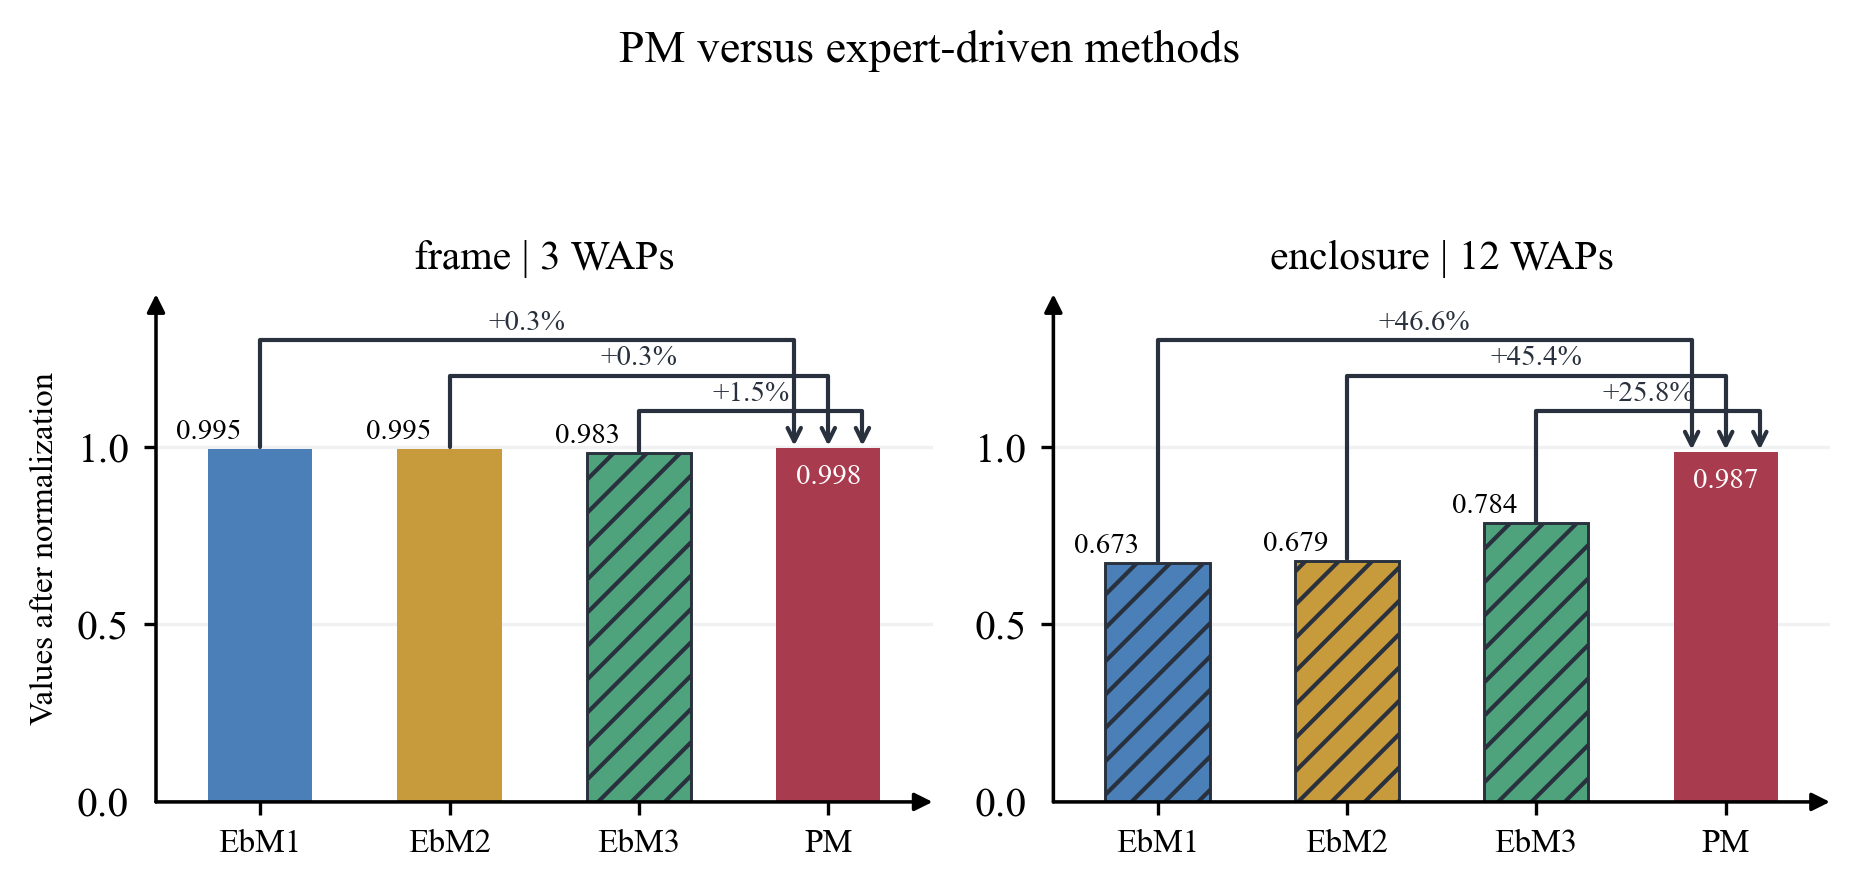 PM versus expert-driven methods
frame | 3 WAPs
+0.3%
+0.3%
+1.5%
0.995
0.995
0.983
0.998
1.0
0.5
0.0
Values after normalization
EbM1
EbM2
EbM3
PM
enclosure | 12 WAPs
+46.6%
+45.4%
+25.8%
0.673
0.679
0.784
0.987
1.0
0.5
0.0
EbM1
EbM2
EbM3
PM